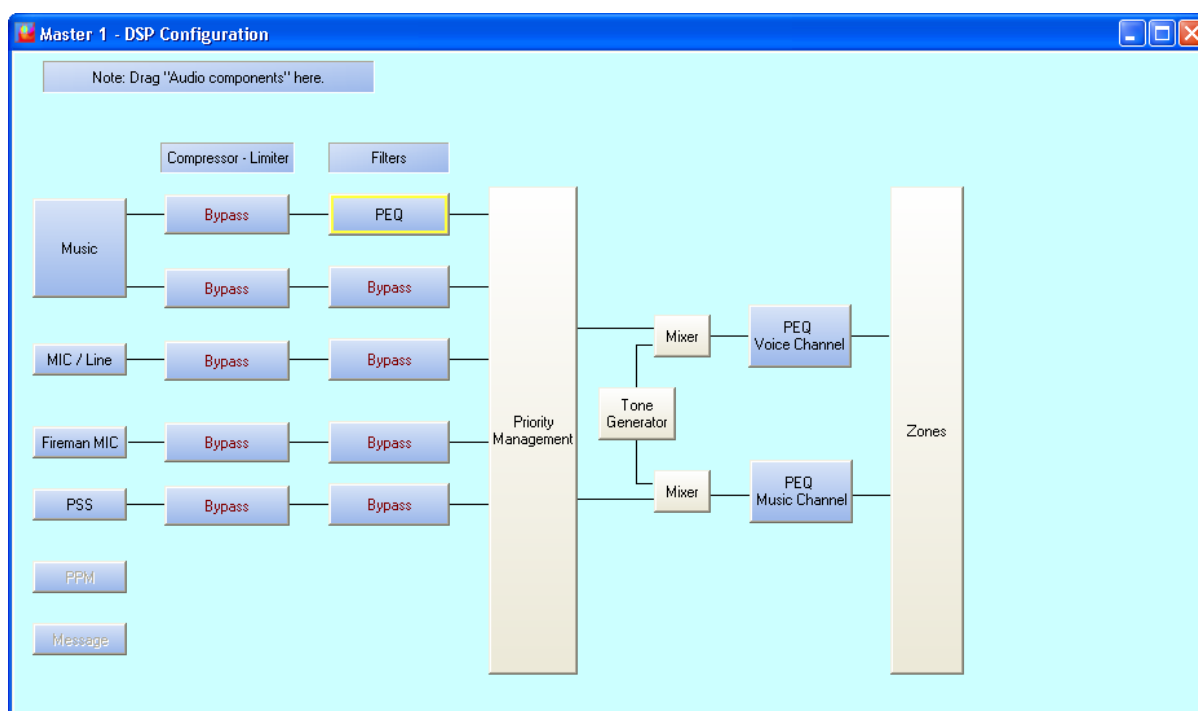 Master 1 - DSP Configuration
Note: Drag "Audio components" here.
Compressor - Limiter
Filters
Music
Bypass
PEQ
Bypass
Bypass
MIC / Line
Bypass
Bypass
Fireman MIC
Bypass
Bypass
PSS
Bypass
Bypass
PPM
Message
Priority
Management
Mixer
Tone
Generator
Mixer
PEQ
Voice Channel
PEQ
Music Channel
Zones